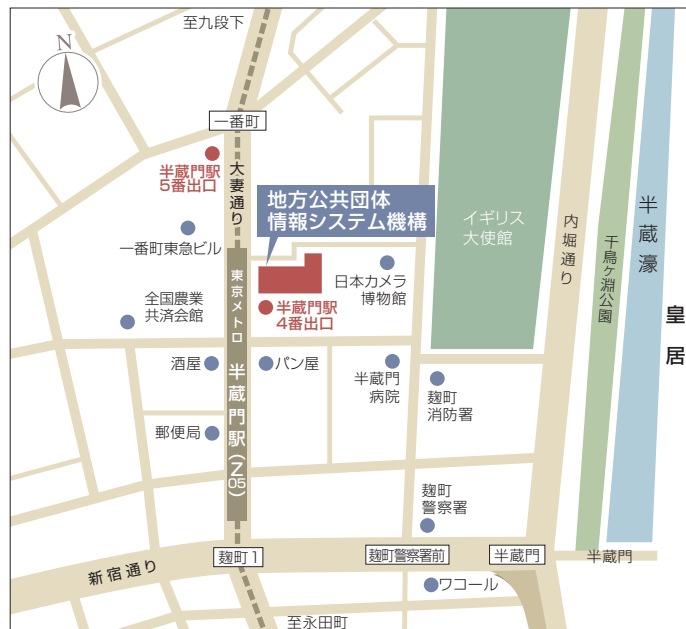 至九段下
N
一番町
半蔵門駅
5番出口
大妻通り
地方公共団体
情報システム機構
一番町東急ビル
イギリス
大使館
内堀通り
千鳥ヶ淵公園
半蔵濠
皇居
東京メトロ
半蔵門駅(Z05)
日本カメラ
博物館
全国農業
共済会館
半蔵門駅
4番出口
酒屋
パン屋
半蔵門
病院
麹町
消防署
郵便局
麹町
警察署
新宿通り
麹町1
麹町警察署前
半蔵門
半蔵門
ワコール
至永田町